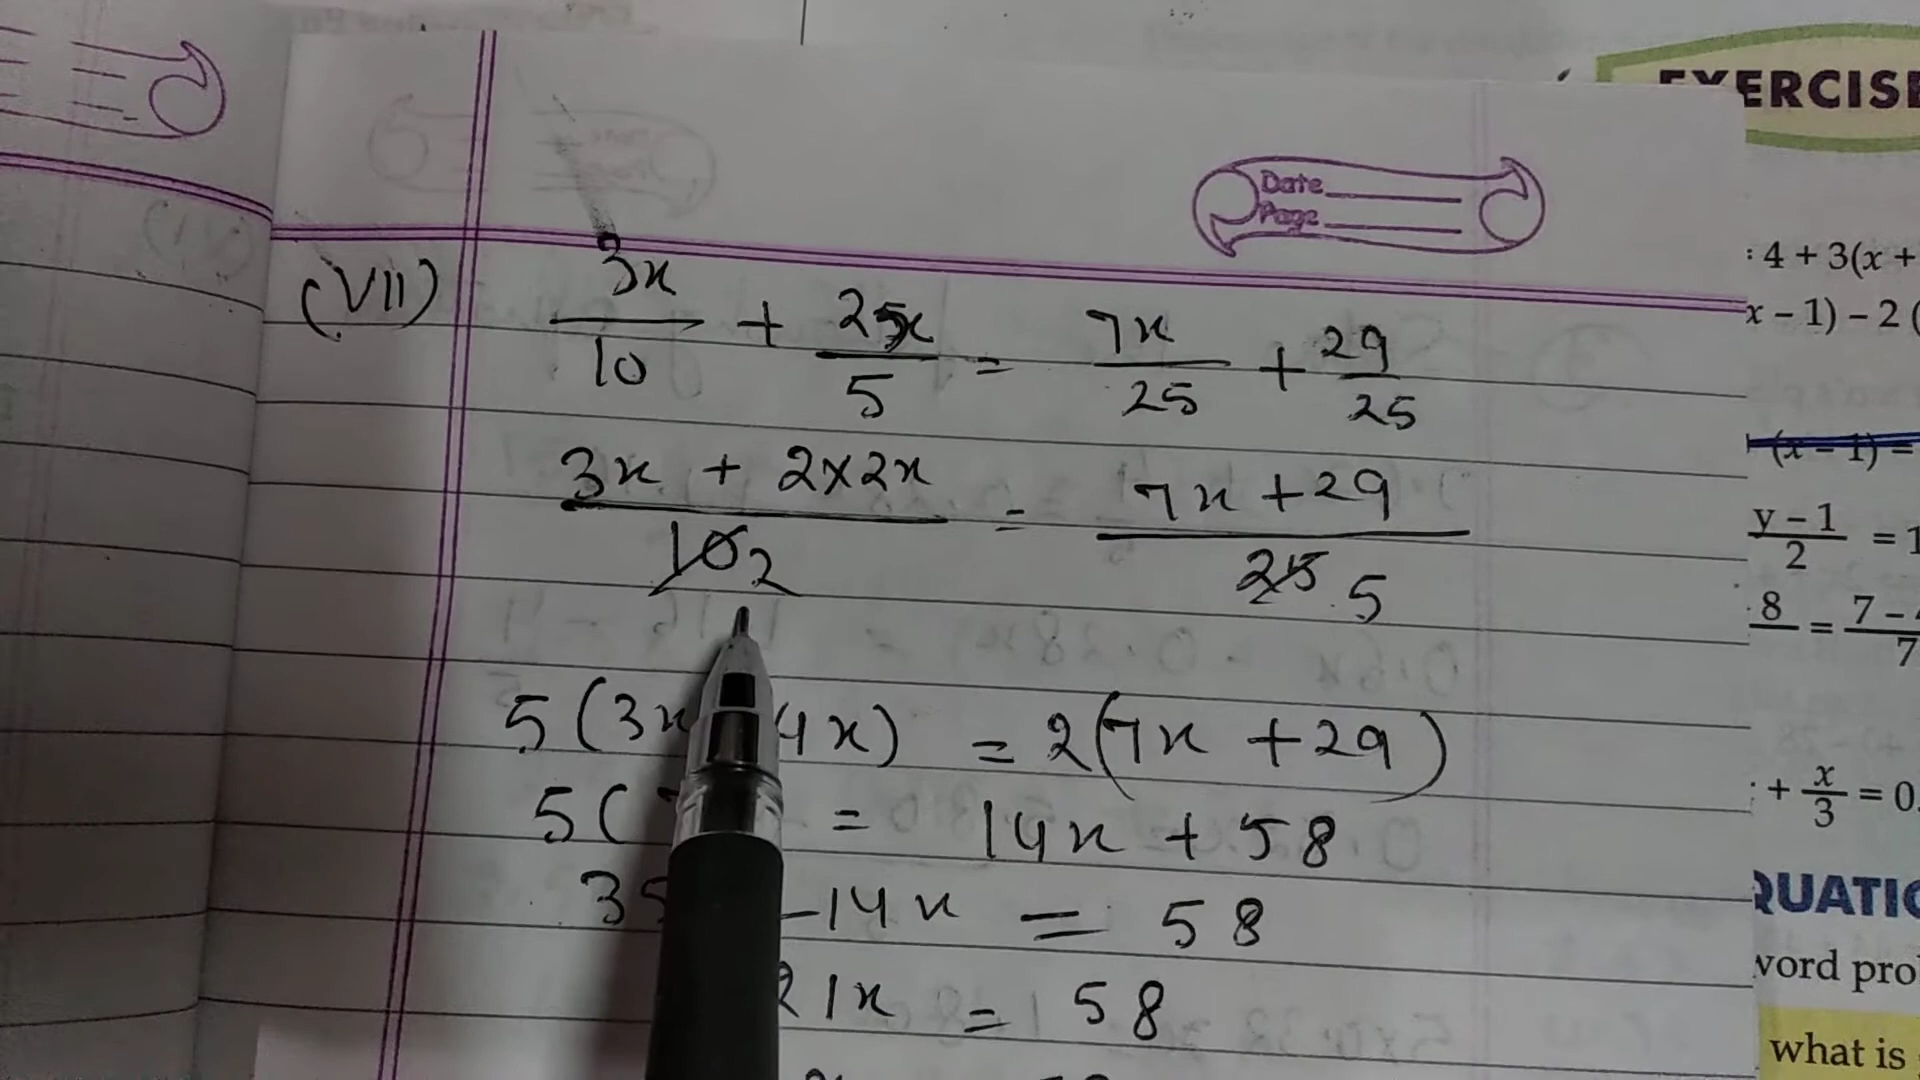 EXERCISE
Date
Page
: 4 + 3(x +
x – 1) – 2 (
(VII) 3x/10 + 2x/5 = 7x/25 + 29/25
(x – 1) =
3x + 2×2x / 10 2 = 7x + 29 / 25 5
y – 1 / 2 = 1
8 / = 7 – / 7
5 (3x 4x) = 2(7x + 29)
+ x/3 = 0.
5( = 14x + 58
35 – 14x = 58
QUATIO
word pro
21x = 58
what is